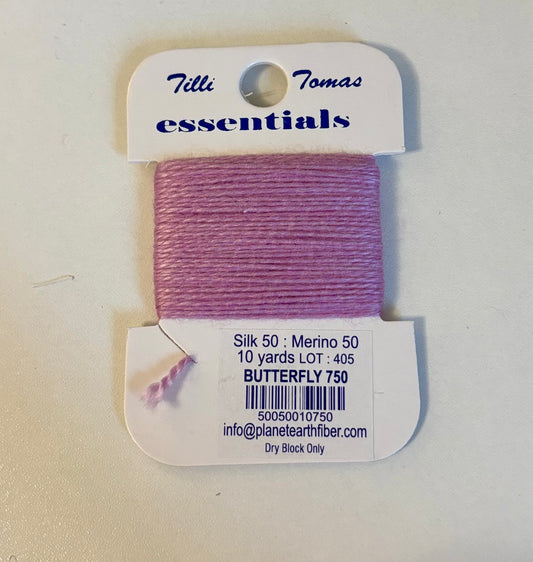 Tilli Tomas
essentials
Silk 50 : Merino 50
10 yards LOT : 405
BUTTERFLY 750
50050010750
info@planetearthfiber.com
Dry Block Only